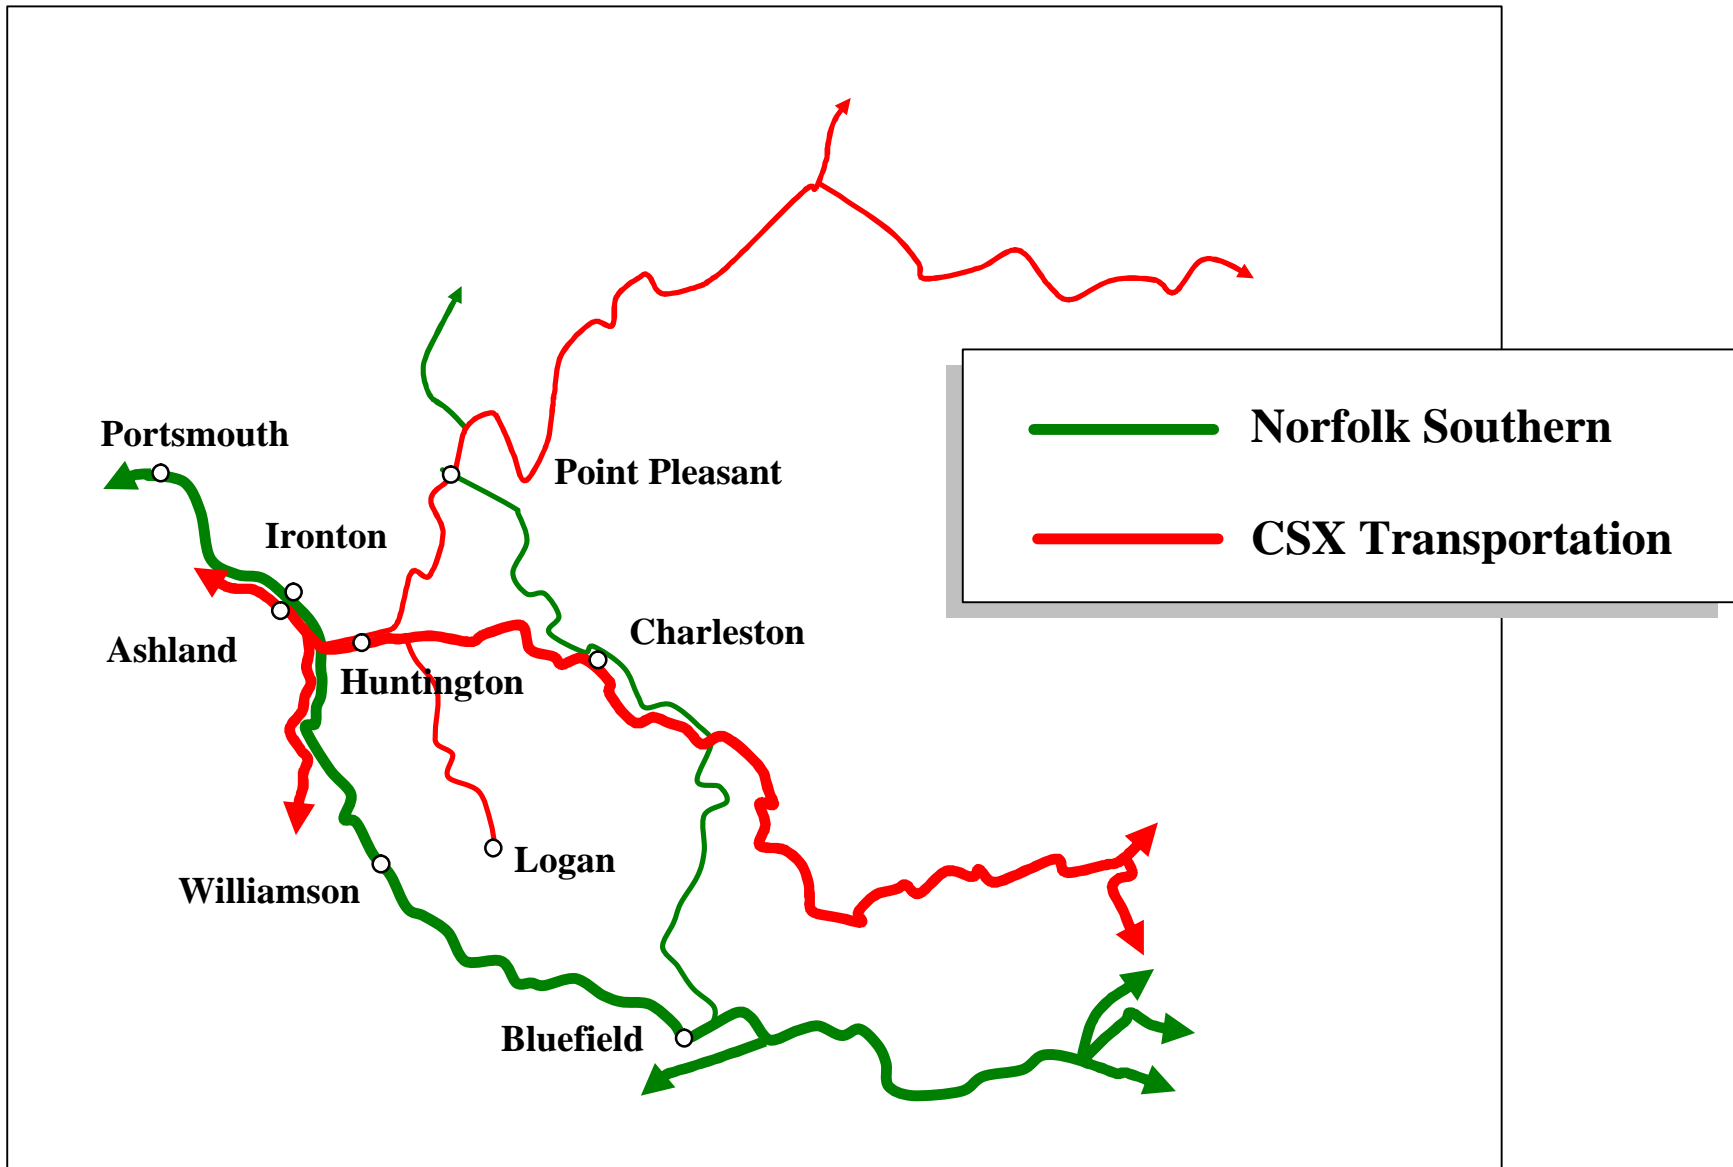 Portsmouth
Point Pleasant
Ironton
Charleston
Ashland
Huntington
Logan
Williamson
Bluefield
Norfolk Southern
CSX Transportation